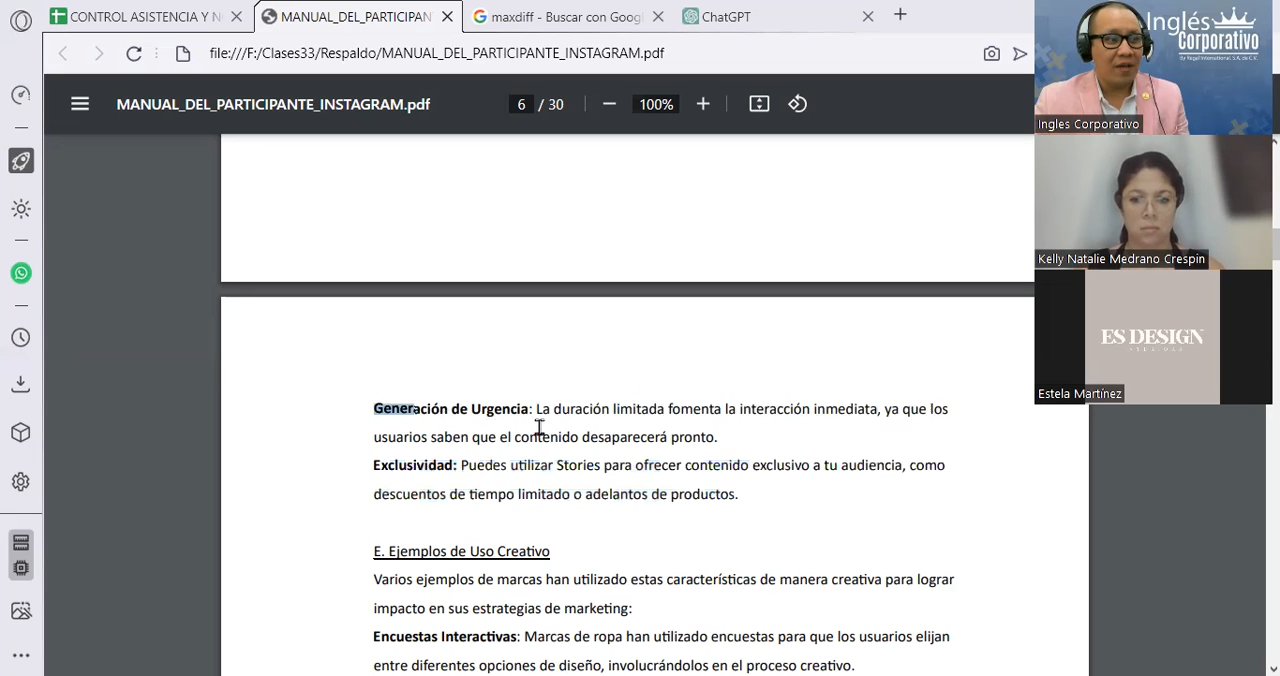 CONTROL ASISTENCIA Y N
MANUAL_DEL_PARTICIPAN
maxdiff - Buscar con Goog
ChatGPT
file:///F:/Clases33/Respaldo/MANUAL_DEL_PARTICIPANTE_INSTAGRAM.pdf
MANUAL_DEL_PARTICIPANTE_INSTAGRAM.pdf
6 / 30
100%
Inglés
Corporativo
By Regal International, S.A. de C.V.
Ingles Corporativo
Kelly Natalie Medrano Crespin
ES DESIGN
Estela Martínez
Generación de Urgencia: La duración limitada fomenta la interacción inmediata, ya que los
usuarios saben que el contenido desaparecerá pronto.
Exclusividad: Puedes utilizar Stories para ofrecer contenido exclusivo a tu audiencia, como
descuentos de tiempo limitado o adelantos de productos.
E. Ejemplos de Uso Creativo
Varios ejemplos de marcas han utilizado estas características de manera creativa para lograr
impacto en sus estrategias de marketing:
Encuestas Interactivas: Marcas de ropa han utilizado encuestas para que los usuarios elijan
entre diferentes opciones de diseño, involucrándolos en el proceso creativo.